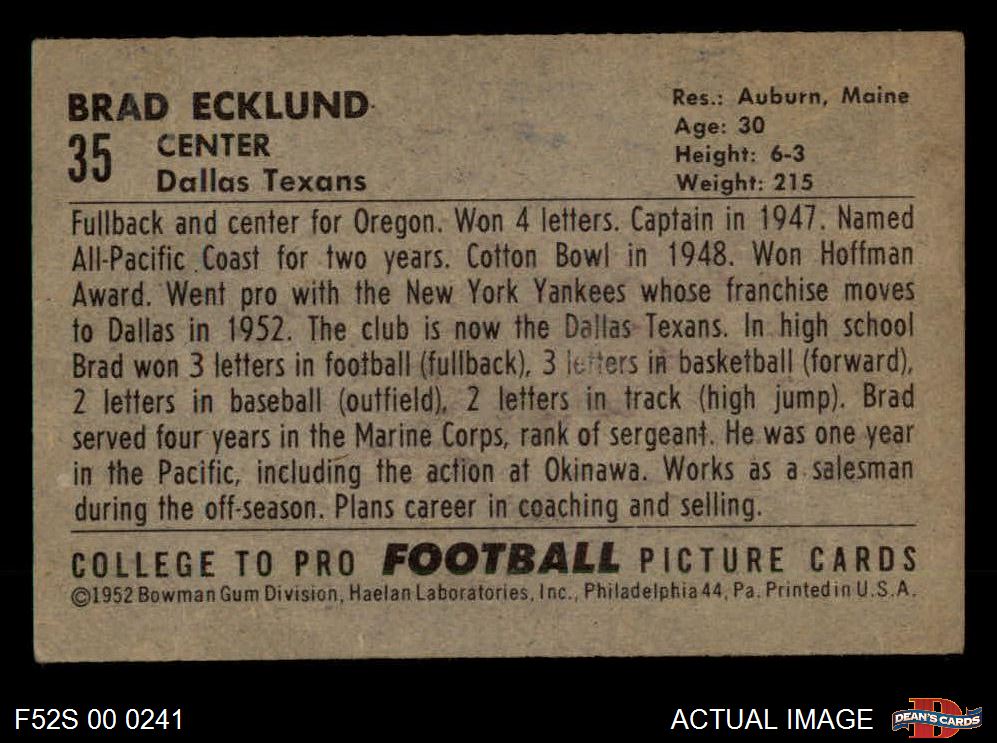 BRAD ECKLUND
35
CENTER
Dallas Texans
Res.: Auburn, Maine
Age: 30
Height: 6-3
Weight: 215
Fullback and center for Oregon. Won 4 letters. Captain in 1947. Named
All-Pacific Coast for two years. Cotton Bowl in 1948. Won Hoffman
Award. Went pro with the New York Yankees whose franchise moves
to Dallas in 1952. The club is now the Dallas Texans. In high school
Brad won 3 letters in football (fullback), 3 letters in basketball (forward),
2 letters in baseball (outfield), 2 letters in track (high jump). Brad
served four years in the Marine Corps, rank of sergeant. He was one year
in the Pacific, including the action at Okinawa. Works as a salesman
during the off-season. Plans career in coaching and selling.
COLLEGE TO PRO FOOTBALL PICTURE CARDS
©1952 Bowman Gum Division, Haelan Laboratories, Inc., Philadelphia 44, Pa. Printed in U.S.A.
F52S 00 0241
ACTUAL IMAGE
DEAN'S CARDS